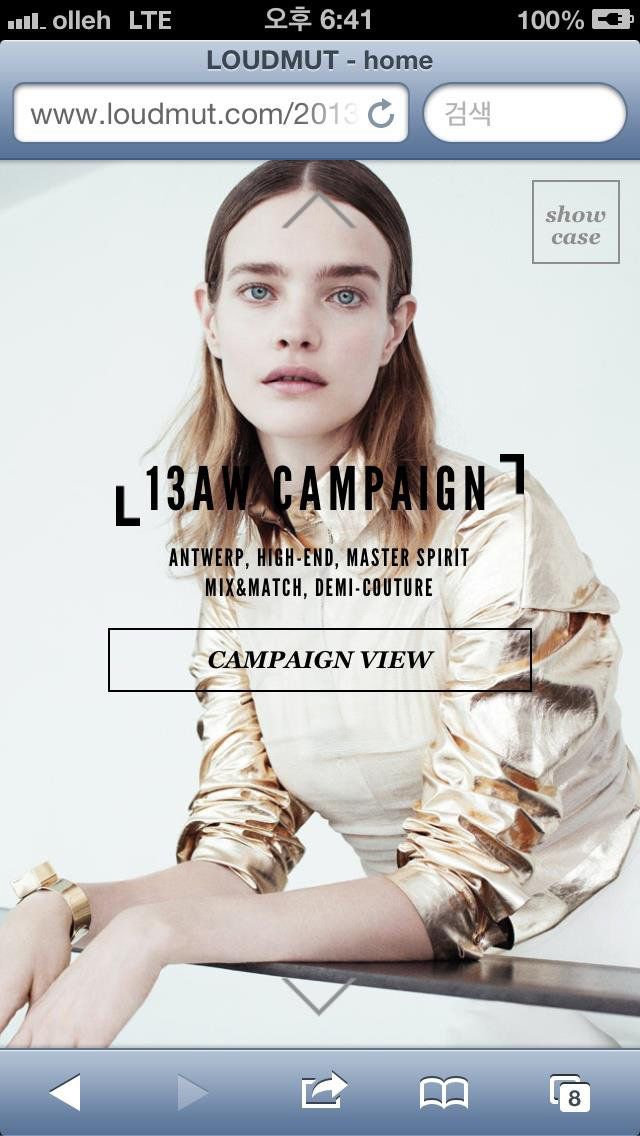 olleh LTE 오후 6:41 100%
LOUDMUT - home
www.loudmut.com/2013
검색
show
case
13AW CAMPAIGN
ANTWERP, HIGH-END, MASTER SPIRIT
MIX&MATCH, DEMI-COUTURE
CAMPAIGN VIEW
8